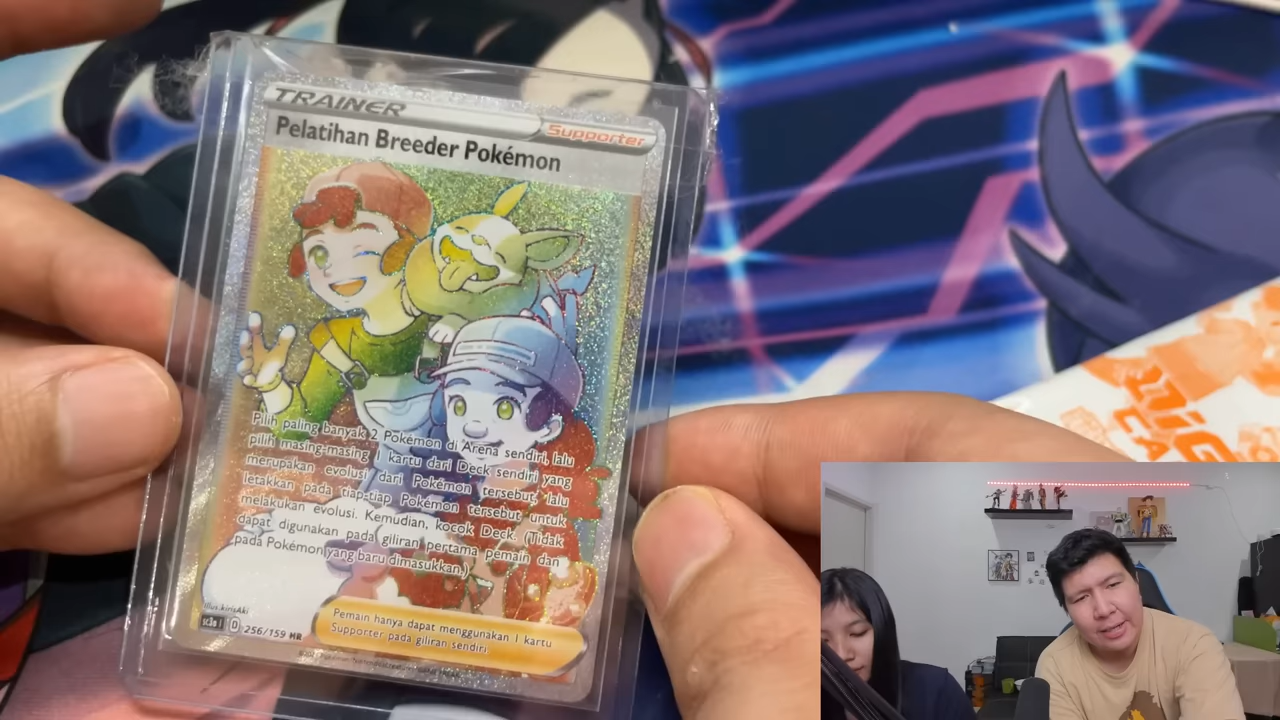 TRAINER
Supporter
Pelatihan Breeder Pokémon
Pilih paling banyak 2 Pokémon di Arena sendiri, lalu
pilih masing-masing 1 kartu dari Deck sendiri yang
merupakan evolusi dari Pokémon tersebut, lalu
letakkan pada tiap-tiap Pokémon tersebut untuk
melakukan evolusi. Kemudian, kocok Deck. (Tidak
dapat digunakan pada giliran pertama pemain dan
pada Pokémon yang baru dimasukkan.)
Illus. kirisAki
sc3a I D 256/159 HR
Pemain hanya dapat menggunakan 1 kartu
Supporter pada giliran sendiri.